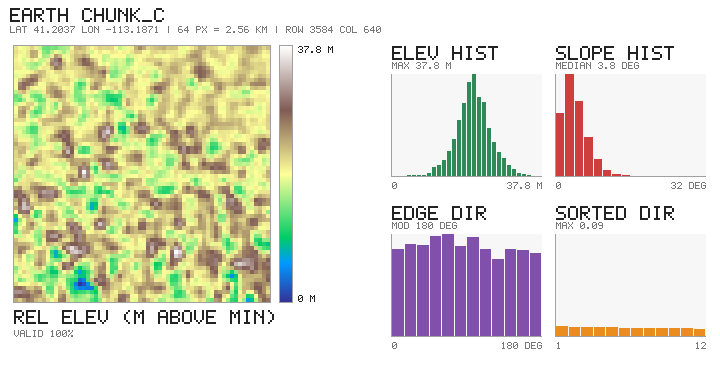 EARTH CHUNK_C
LAT 41.2037 LON -113.1871 | 64 PX = 2.56 KM | ROW 3584 COL 640
37.8 M
0 M
REL ELEV (M ABOVE MIN)
VALID 100%
ELEV HIST
MAX 37.8 M
0 37.8 M
SLOPE HIST
MEDIAN 3.8 DEG
0 32 DEG
EDGE DIR
MOD 180 DEG
0 180 DEG
SORTED DIR
MAX 0.09
1 12